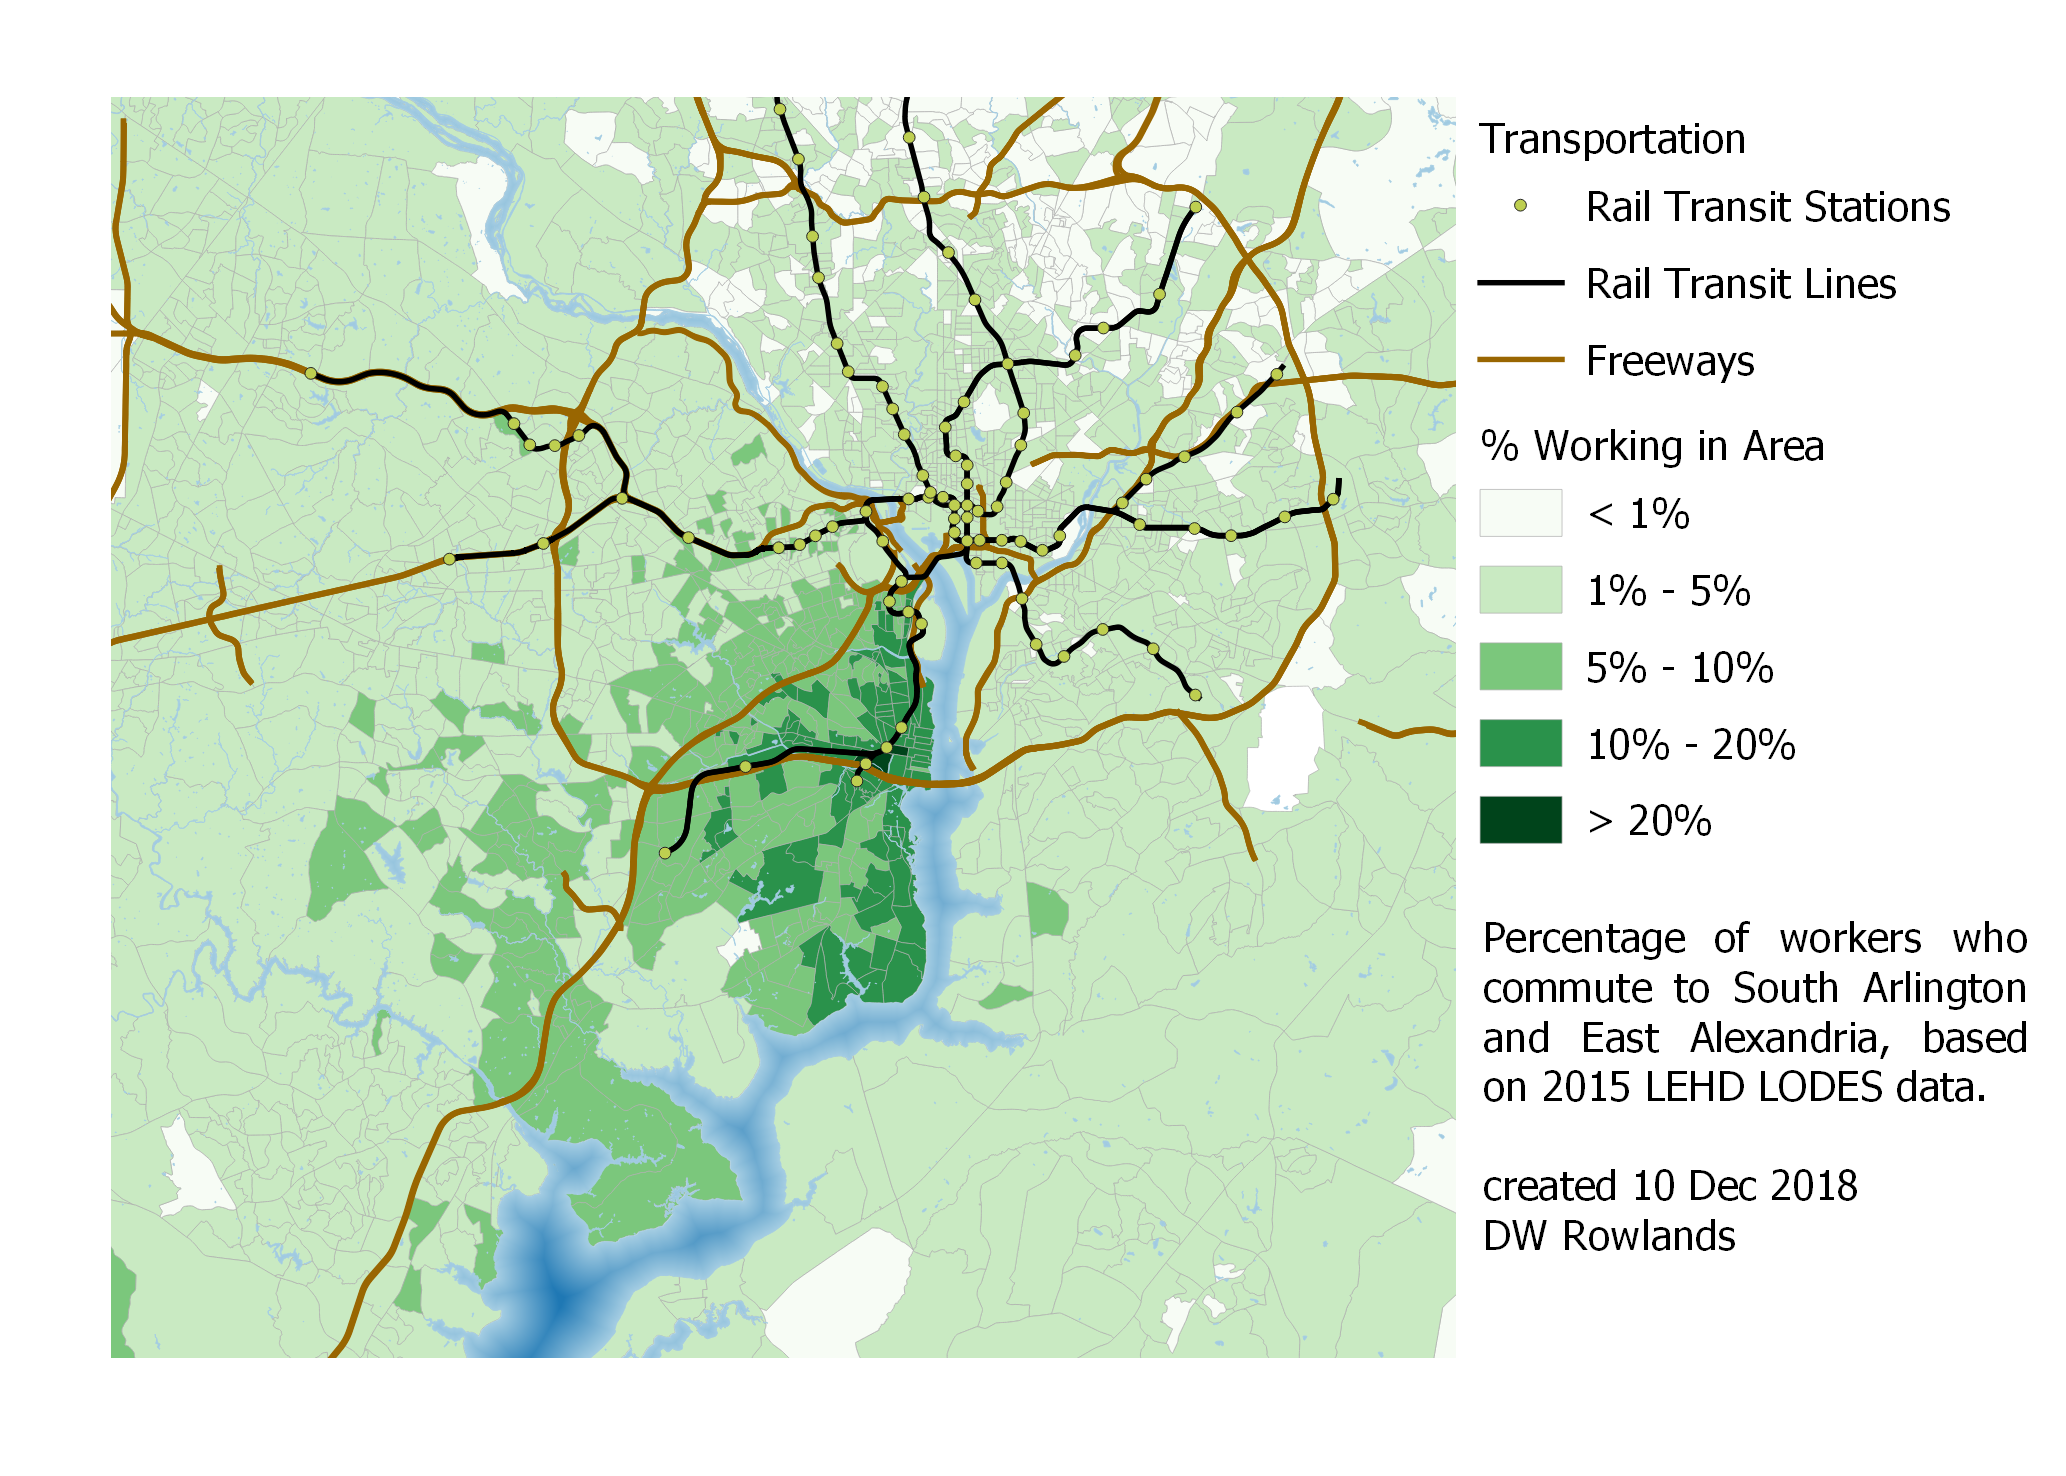 Transportation
Rail Transit Stations
Rail Transit Lines
Freeways
% Working in Area
< 1%
1% - 5%
5% - 10%
10% - 20%
> 20%
Percentage of workers who
commute to South Arlington
and East Alexandria, based
on 2015 LEHD LODES data.
created 10 Dec 2018
DW Rowlands